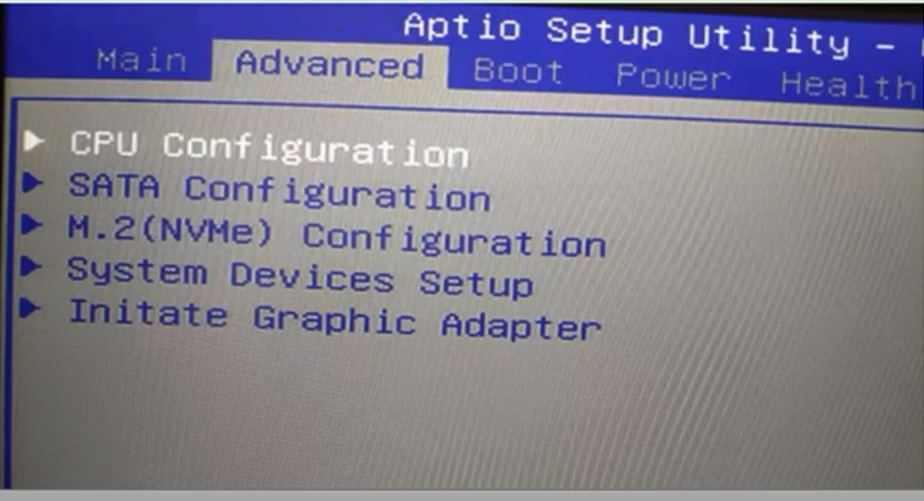 Aptio Setup Utility -
Main Advanced Boot Power Health
CPU Configuration
SATA Configuration
M.2(NVMe) Configuration
System Devices Setup
Initate Graphic Adapter